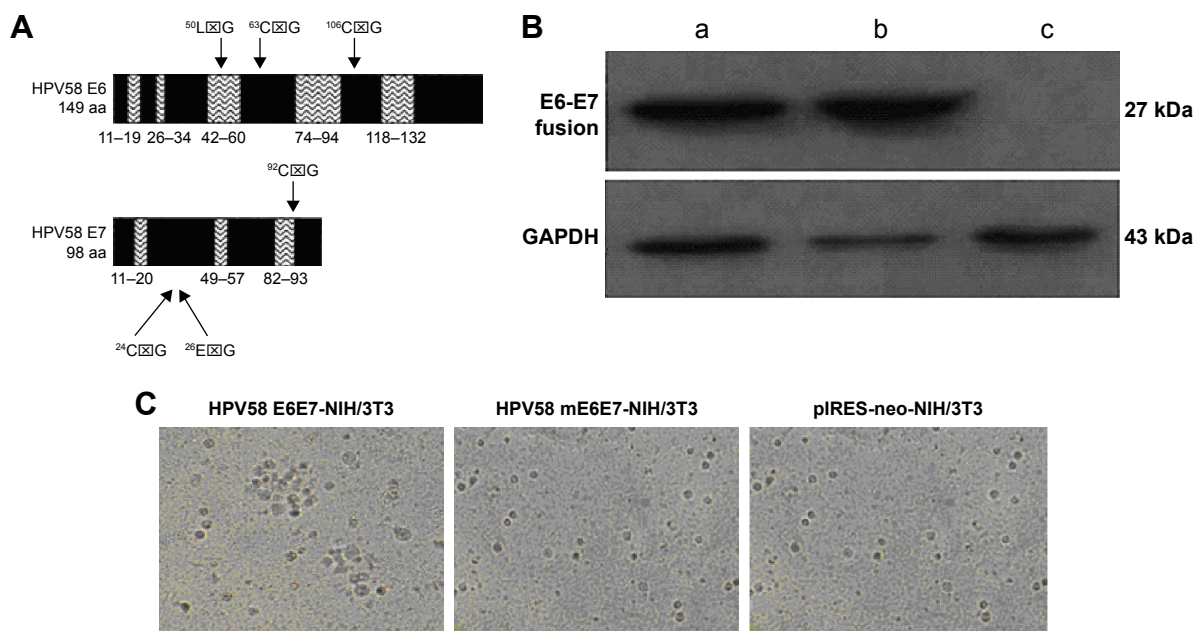 A
⁵⁰L☒G ⁶³C☒G ¹⁰⁶C☒G
HPV58 E6
149 aa
11–19 26–34 42–60 74–94 118–132
⁹²C☒G
HPV58 E7
98 aa
11–20 49–57 82–93
²⁴C☒G ²⁶E☒G
B
a b c
E6-E7
fusion
27 kDa
GAPDH
43 kDa
C
HPV58 E6E7-NIH/3T3 HPV58 mE6E7-NIH/3T3 pIRES-neo-NIH/3T3